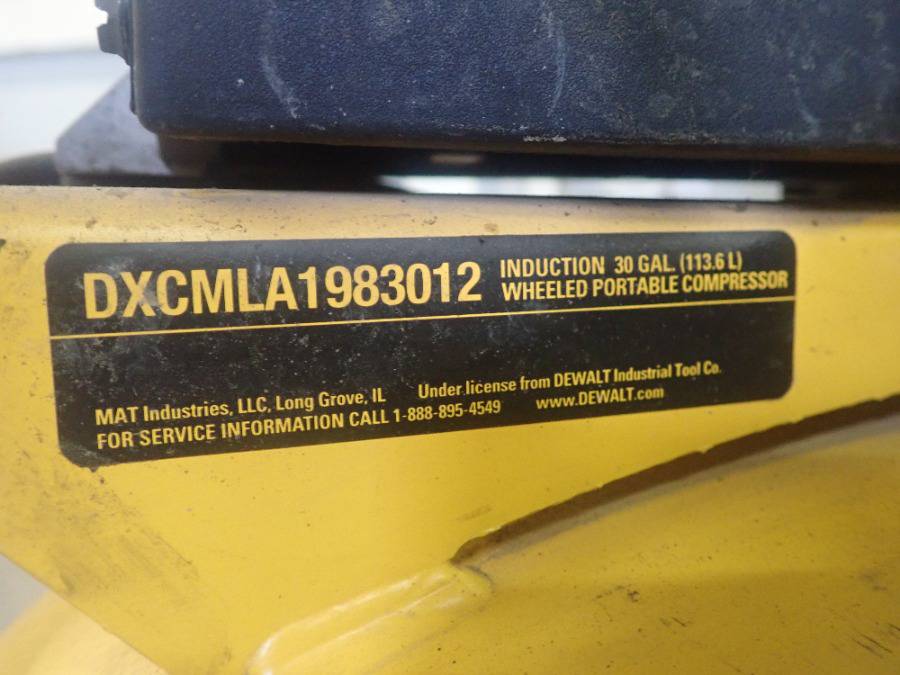 DXCMLA1983012
INDUCTION 30 GAL. (113.6 L)
WHEELED PORTABLE COMPRESSOR
MAT Industries, LLC, Long Grove, IL
Under license from DEWALT Industrial Tool Co.
FOR SERVICE INFORMATION CALL 1-888-895-4549
www.DEWALT.com